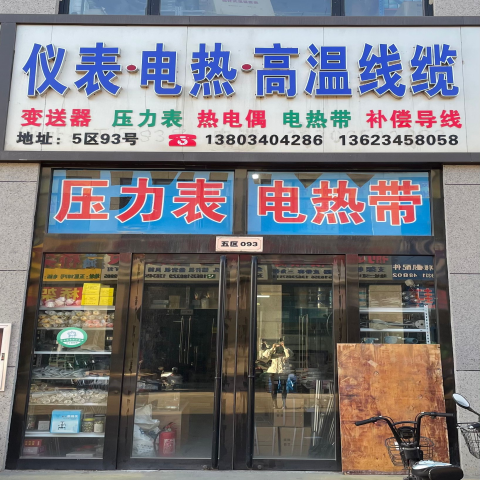 仪表·电热·高温线缆
变送器 压力表 热电偶 电热带 补偿导线
地址：5区93号 ☎ 13803404286 13623458058
压力表 电热带
五区 093